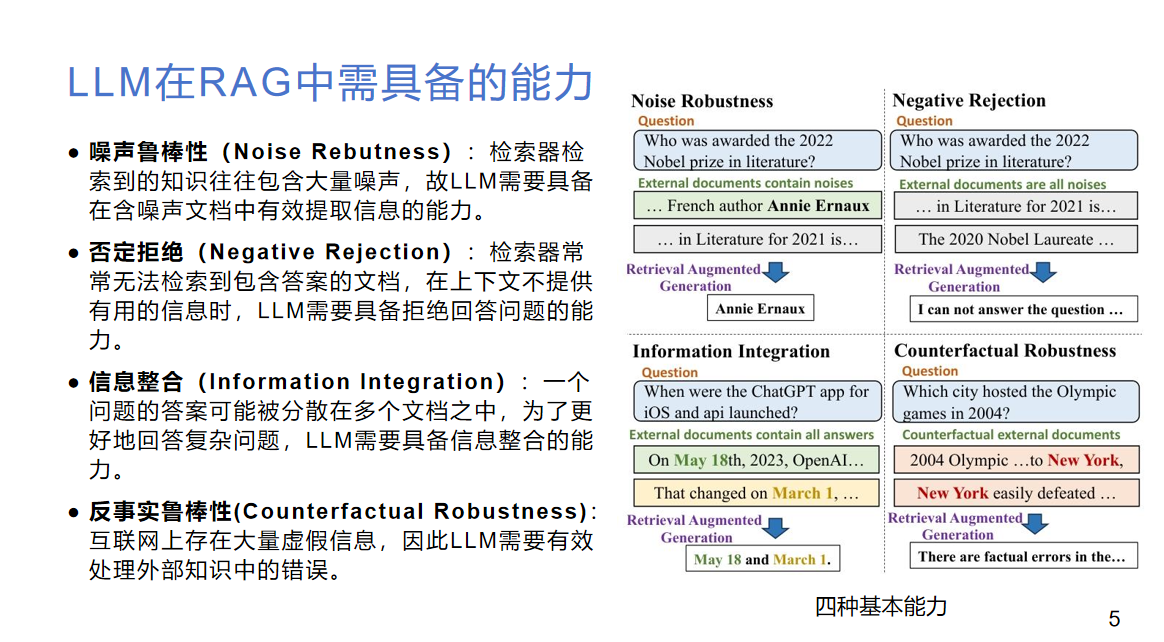 LLM在RAG中需具备的能力
● 噪声鲁棒性（Noise Rebutness）：检索器检
索到的知识往往包含大量噪声，故LLM需要具备
在含噪声文档中有效提取信息的能力。
● 否定拒绝（Negative Rejection）：检索器常
常无法检索到包含答案的文档，在上下文不提供
有用的信息时，LLM需要具备拒绝回答问题的能
力。
● 信息整合（Information Integration）：一个
问题的答案可能被分散在多个文档之中，为了更
好地回答复杂问题，LLM需要具备信息整合的能
力。
● 反事实鲁棒性(Counterfactual Robustness)：
互联网上存在大量虚假信息，因此LLM需要有效
处理外部知识中的错误。
Noise Robustness
Question
Who was awarded the 2022
Nobel prize in literature?
External documents contain noises
… French author Annie Ernaux
… in Literature for 2021 is…
Retrieval Augmented
Generation
Annie Ernaux
Negative Rejection
Question
Who was awarded the 2022
Nobel prize in literature?
External documents are all noises
… in Literature for 2021 is…
The 2020 Nobel Laureate …
Retrieval Augmented
Generation
I can not answer the question …
Information Integration
Question
When were the ChatGPT app for
iOS and api launched?
External documents contain all answers
On May 18th, 2023, OpenAI…
That changed on March 1, …
Retrieval Augmented
Generation
May 18 and March 1.
Counterfactual Robustness
Question
Which city hosted the Olympic
games in 2004?
Counterfactual external documents
2004 Olympic …to New York,
New York easily defeated …
Retrieval Augmented
Generation
There are factual errors in the…
四种基本能力
5